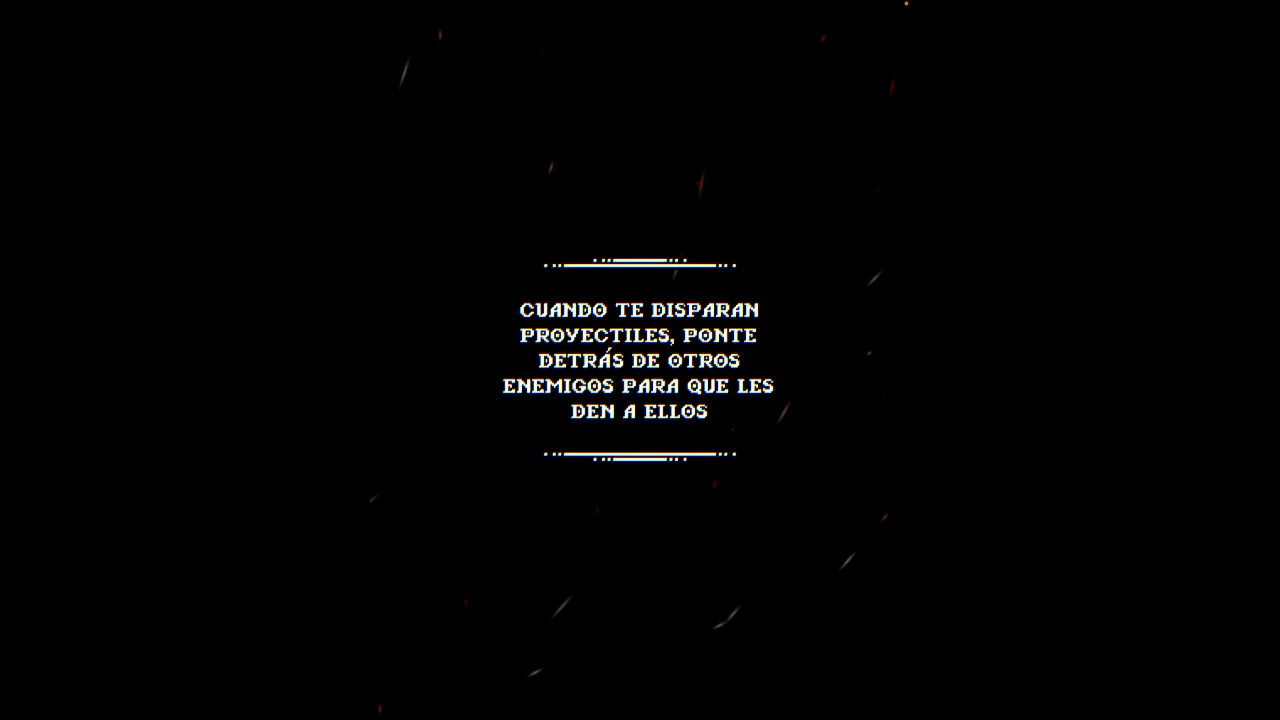 CUANDO TE DISPARAN
PROYECTILES, PONTE
DETRÁS DE OTROS
ENEMIGOS PARA QUE LES
DEN A ELLOS